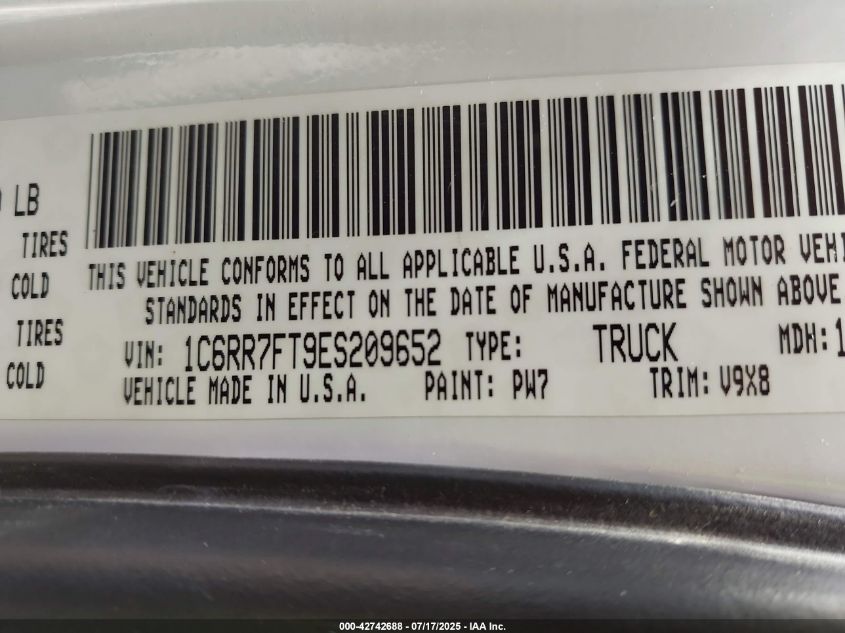 LB
TIRES
COLD
TIRES
COLD
THIS VEHICLE CONFORMS TO ALL APPLICABLE U.S.A. FEDERAL MOTOR VEHI
STANDARDS IN EFFECT ON THE DATE OF MANUFACTURE SHOWN ABOVE
VIN: 1C6RR7FT9ES209652 TYPE: TRUCK MDH: 1
VEHICLE MADE IN U.S.A. PAINT: PW7 TRIM: V9X8
000-42742688 - 07/17/2025 - IAA Inc.